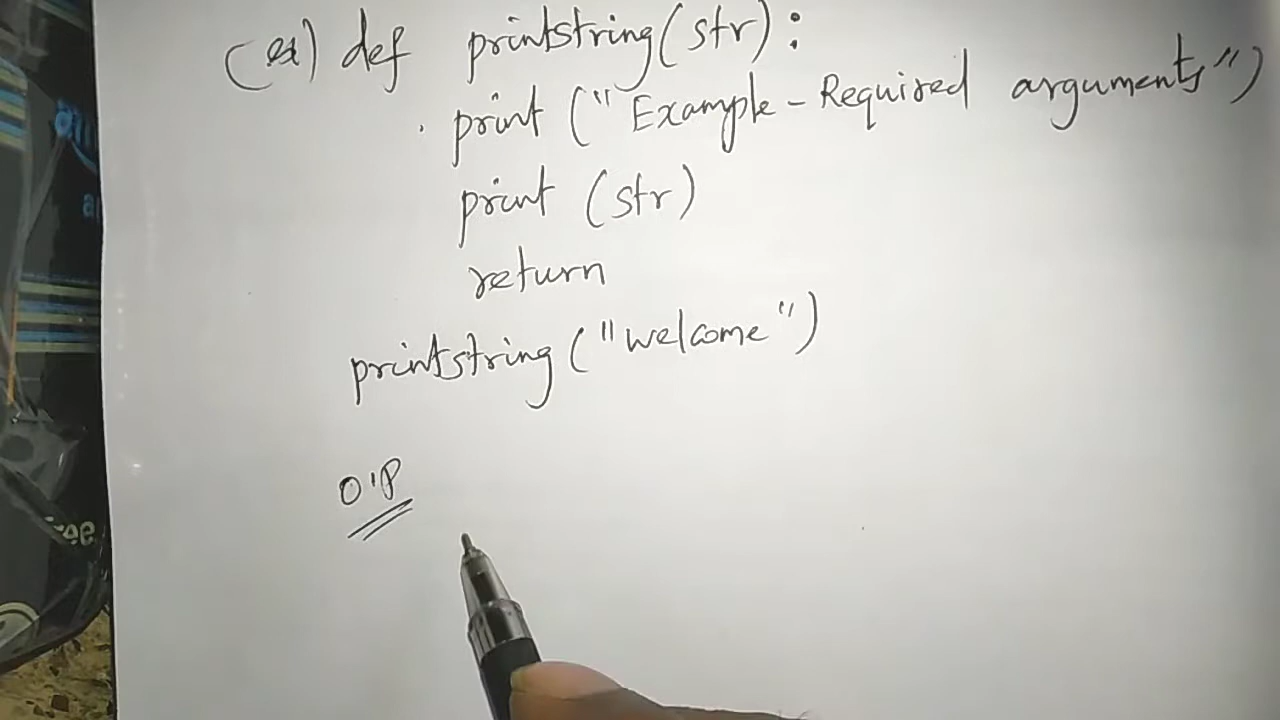 (ex) def printstring(str):
print ("Example - Required arguments")
print (str)
return
printstring ("welcome")
O'P